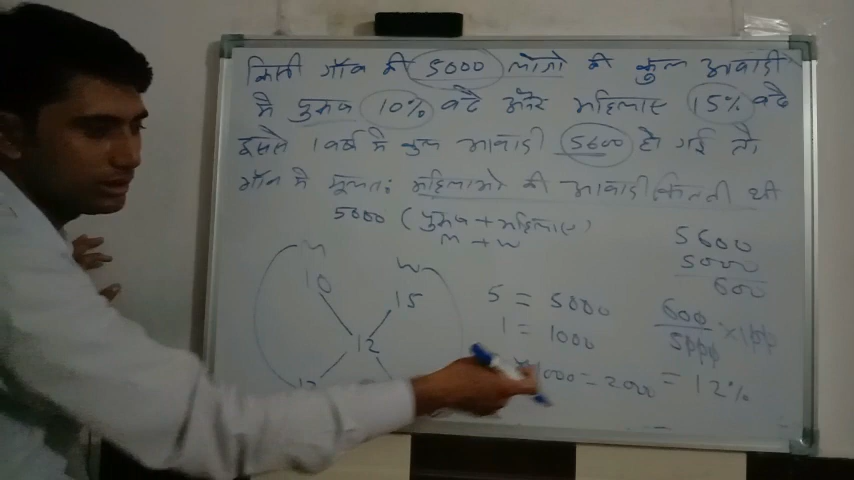 किसी गाँव की 5000 लोगो की कुल आबादी
मे पुरुष 10% बढे और महिलाए 15% बढे
इससे 1 वर्ष मे कुल आबादी 5600 हो गई तो
गाँव मे मूलतः महिलाओ की आबादी कितनी थी
5000 (पुरुष + महिलाए)
m + w
5600
5000
600
m
w
10
15
12
5 = 5000
1 = 1000
600
× 100
5000
1000 = 2000
= 12%